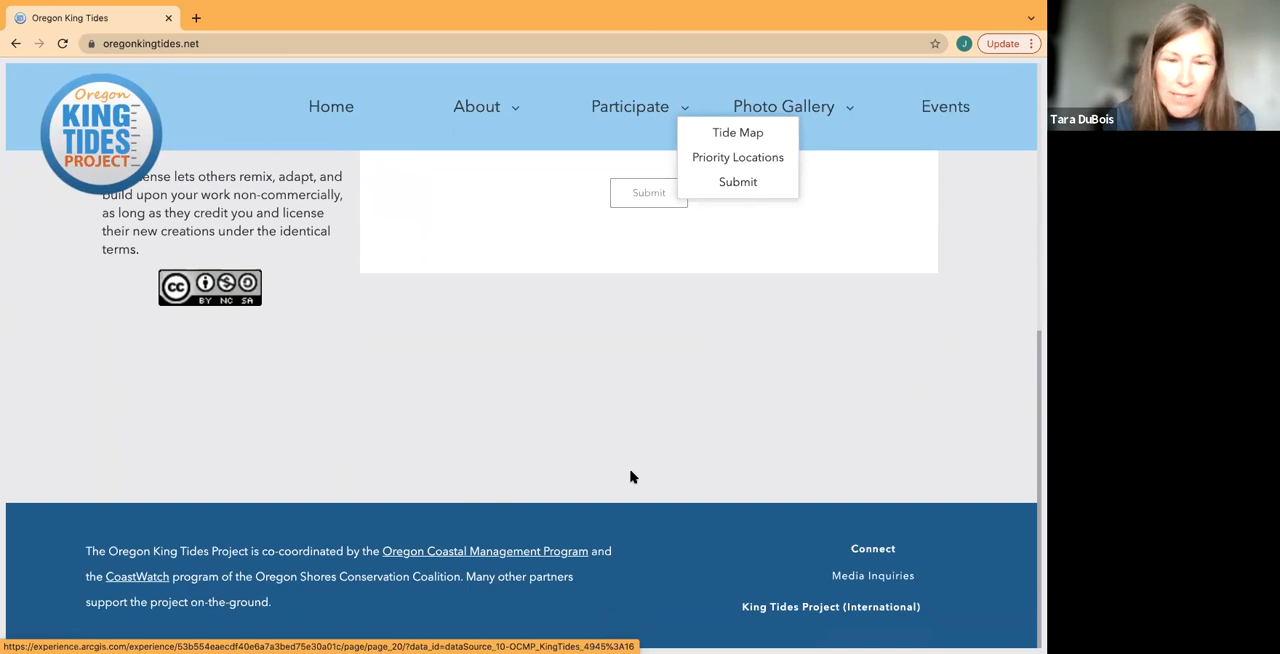 Oregon King Tides
oregonkingtides.net
J
Update
Oregon
KING
TIDES
PROJECT
Home
About
Participate
Photo Gallery
Events
Tide Map
Priority Locations
Submit
ense lets others remix, adapt, and
build upon your work non-commercially,
as long as they credit you and license
their new creations under the identical
terms.
cc
BY NC SA
Submit
The Oregon King Tides Project is co-coordinated by the Oregon Coastal Management Program and
the CoastWatch program of the Oregon Shores Conservation Coalition. Many other partners
support the project on-the-ground.
Connect
Media Inquiries
King Tides Project (International)
https://experience.arcgis.com/experience/53b554eaecdf40e6a7a3bed75e30a01c/page/page_20/?data_id=dataSource_10-OCMP_KingTides_4945%3A16
Tara DuBois